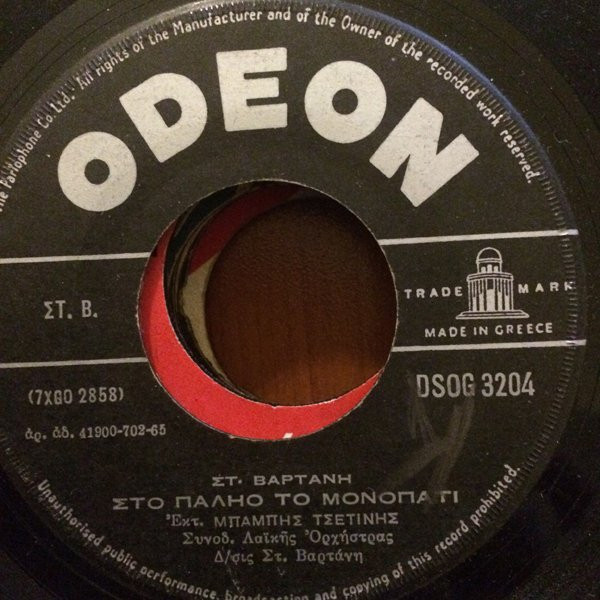 The Parlophone Co. Ltd. All rights of the Manufacturer and of the Owner of the recorded work reserved.
ODEON
TRADE MARK
MADE IN GREECE
ΣΤ. Β.
DSOG 3204
(7XGO 2858)
ἀρ. ἀδ. 41900-702-65
ΣΤ. ΒΑΡΤΑΝΗ
ΣΤΟ ΠΑΛΗΟ ΤΟ ΜΟΝΟΠΑΤΙ
Ἐκτ. ΜΠΑΜΠΗΣ ΤΣΕΤΙΝΗΣ
Συνοδ. Λαϊκῆς Ὀρχήστρας
Δ/σις Στ. Βαρτάνη
Unauthorised public performance, broadcasting and copying of this record prohibited.